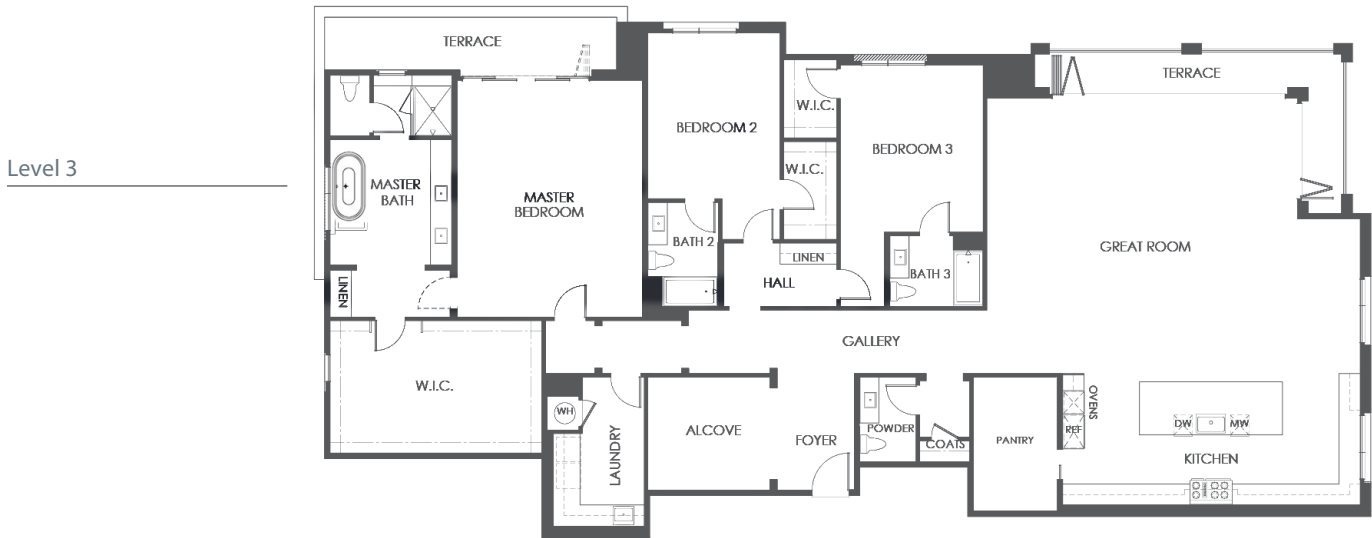 Level 3
TERRACE
TERRACE
W.I.C.
BEDROOM 2
BEDROOM 3
W.I.C.
MASTER
BATH
MASTER
BEDROOM
BATH 2
GREAT ROOM
LINEN
BATH 3
HALL
LINEN
GALLERY
W.I.C.
OVENS
WH
ALCOVE
FOYER
POWDER
COATS
PANTRY
REF
DW
MW
KITCHEN
LAUNDRY